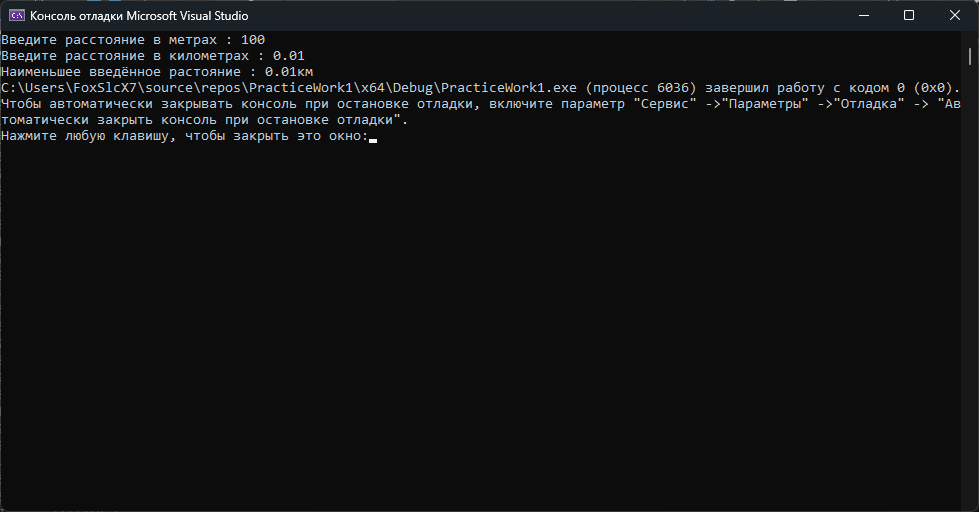 Консоль отладки Microsoft Visual Studio
Введите расстояние в метрах : 100
Введите расстояние в километрах : 0.01
Наименьшее введённое растояние : 0.01км
C:\Users\FoxSlcX7\source\repos\PracticeWork1\x64\Debug\PracticeWork1.exe (процесс 6036) завершил работу с кодом 0 (0x0).
Чтобы автоматически закрывать консоль при остановке отладки, включите параметр "Сервис" ->"Параметры" ->"Отладка" -> "Ав
томатически закрыть консоль при остановке отладки".
Нажмите любую клавишу, чтобы закрыть это окно: